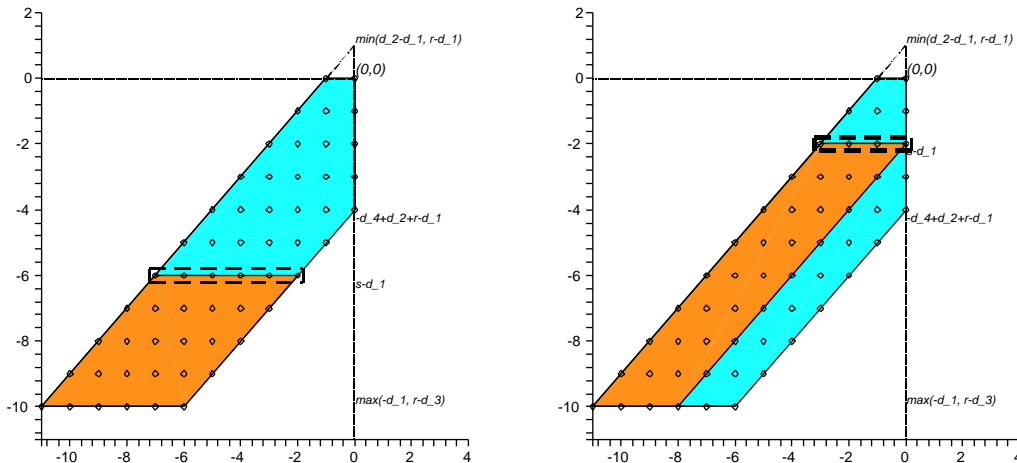 2
min(d_2-d_1, r-d_1)
0
(0,0)
-2
-4
-d_4+d_2+r-d_1
-6
s-d_1
-8
-10
max(-d_1, r-d_3)
-10 -8 -6 -4 -2 0 2 4
2
min(d_2-d_1, r-d_1)
0
(0,0)
-2
s-d_1
-4
-d_4+d_2+r-d_1
-6
-8
-10
max(-d_1, r-d_3)
-10 -8 -6 -4 -2 0 2 4